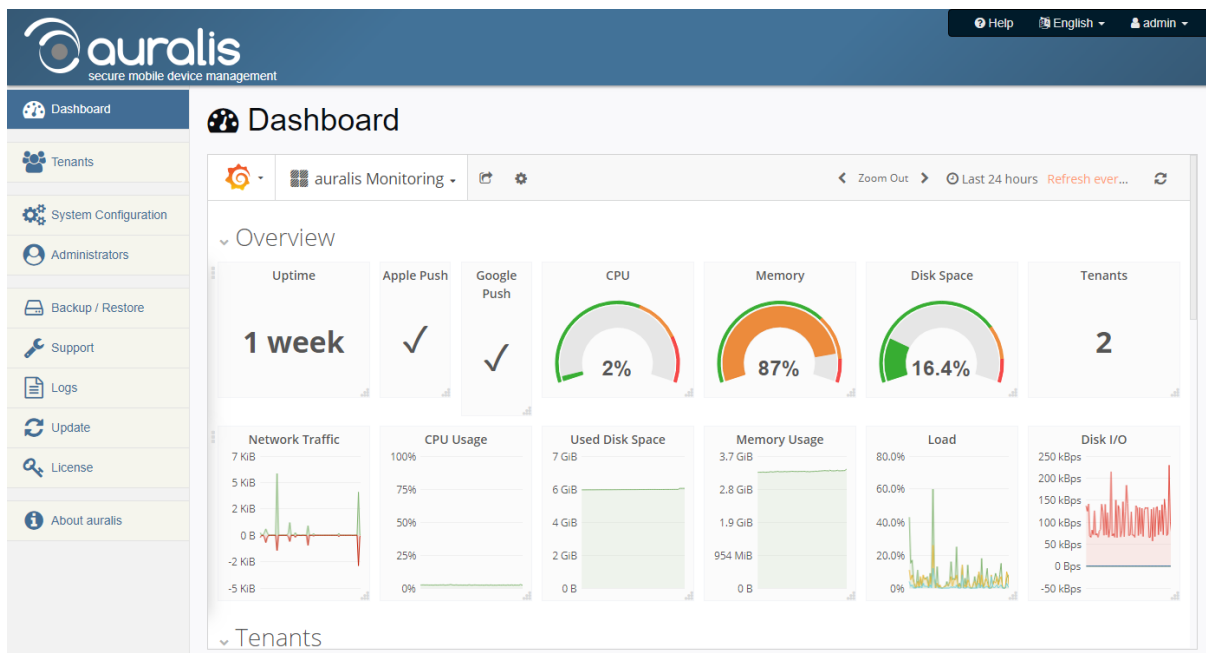 Help
English
admin
auralis
secure mobile device management
Dashboard
Tenants
System Configuration
Administrators
Backup / Restore
Support
Logs
Update
License
About auralis
Dashboard
auralis Monitoring
Zoom Out
Last 24 hours
Refresh ever...
Overview
Uptime
1 week
Apple Push
✓
Google
Push
✓
CPU
2%
Memory
87%
Disk Space
16.4%
Tenants
2
Network Traffic
7 KiB
5 KiB
2 KiB
0 B
-2 KiB
-5 KiB
CPU Usage
100%
75%
50%
25%
0%
Used Disk Space
7 GiB
6 GiB
4 GiB
2 GiB
0 B
Memory Usage
3.7 GiB
2.8 GiB
1.9 GiB
954 MiB
0 B
Load
80.0%
60.0%
40.0%
20.0%
0%
Disk I/O
250 kBps
200 kBps
150 kBps
100 kBps
50 kBps
0 Bps
-50 kBps
Tenants